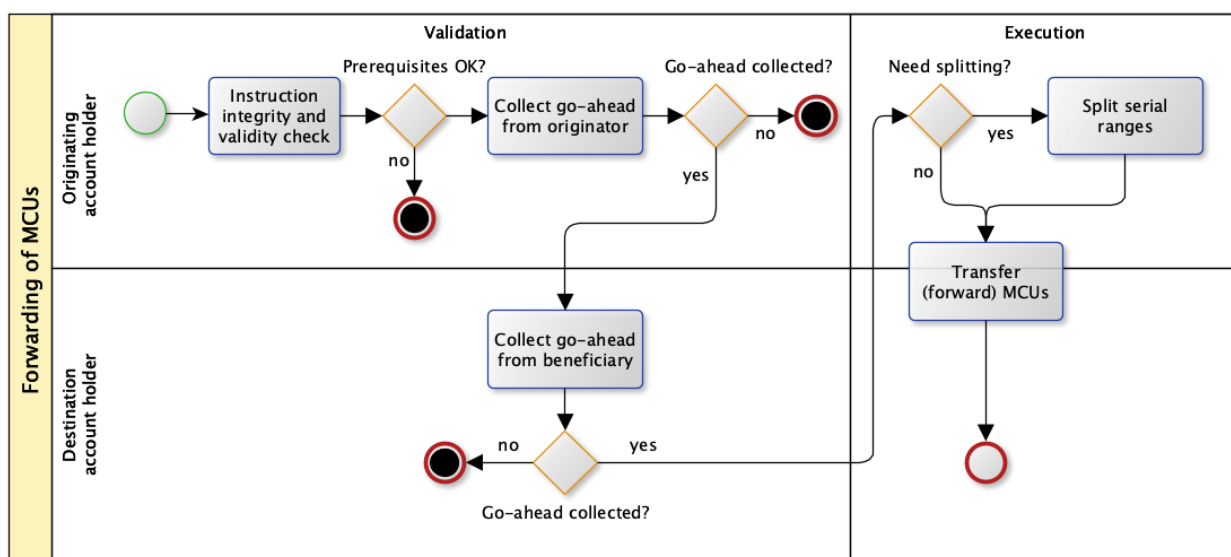 Forwarding of MCUs
Originating
account holder
Destination
account holder
Validation
Execution
Instruction
integrity and
validity check
Prerequisites OK?
no
Collect go-ahead
from originator
Go-ahead collected?
no
yes
Collect go-ahead
from beneficiary
no
yes
Go-ahead collected?
Need splitting?
yes
no
Split serial
ranges
Transfer
(forward) MCUs